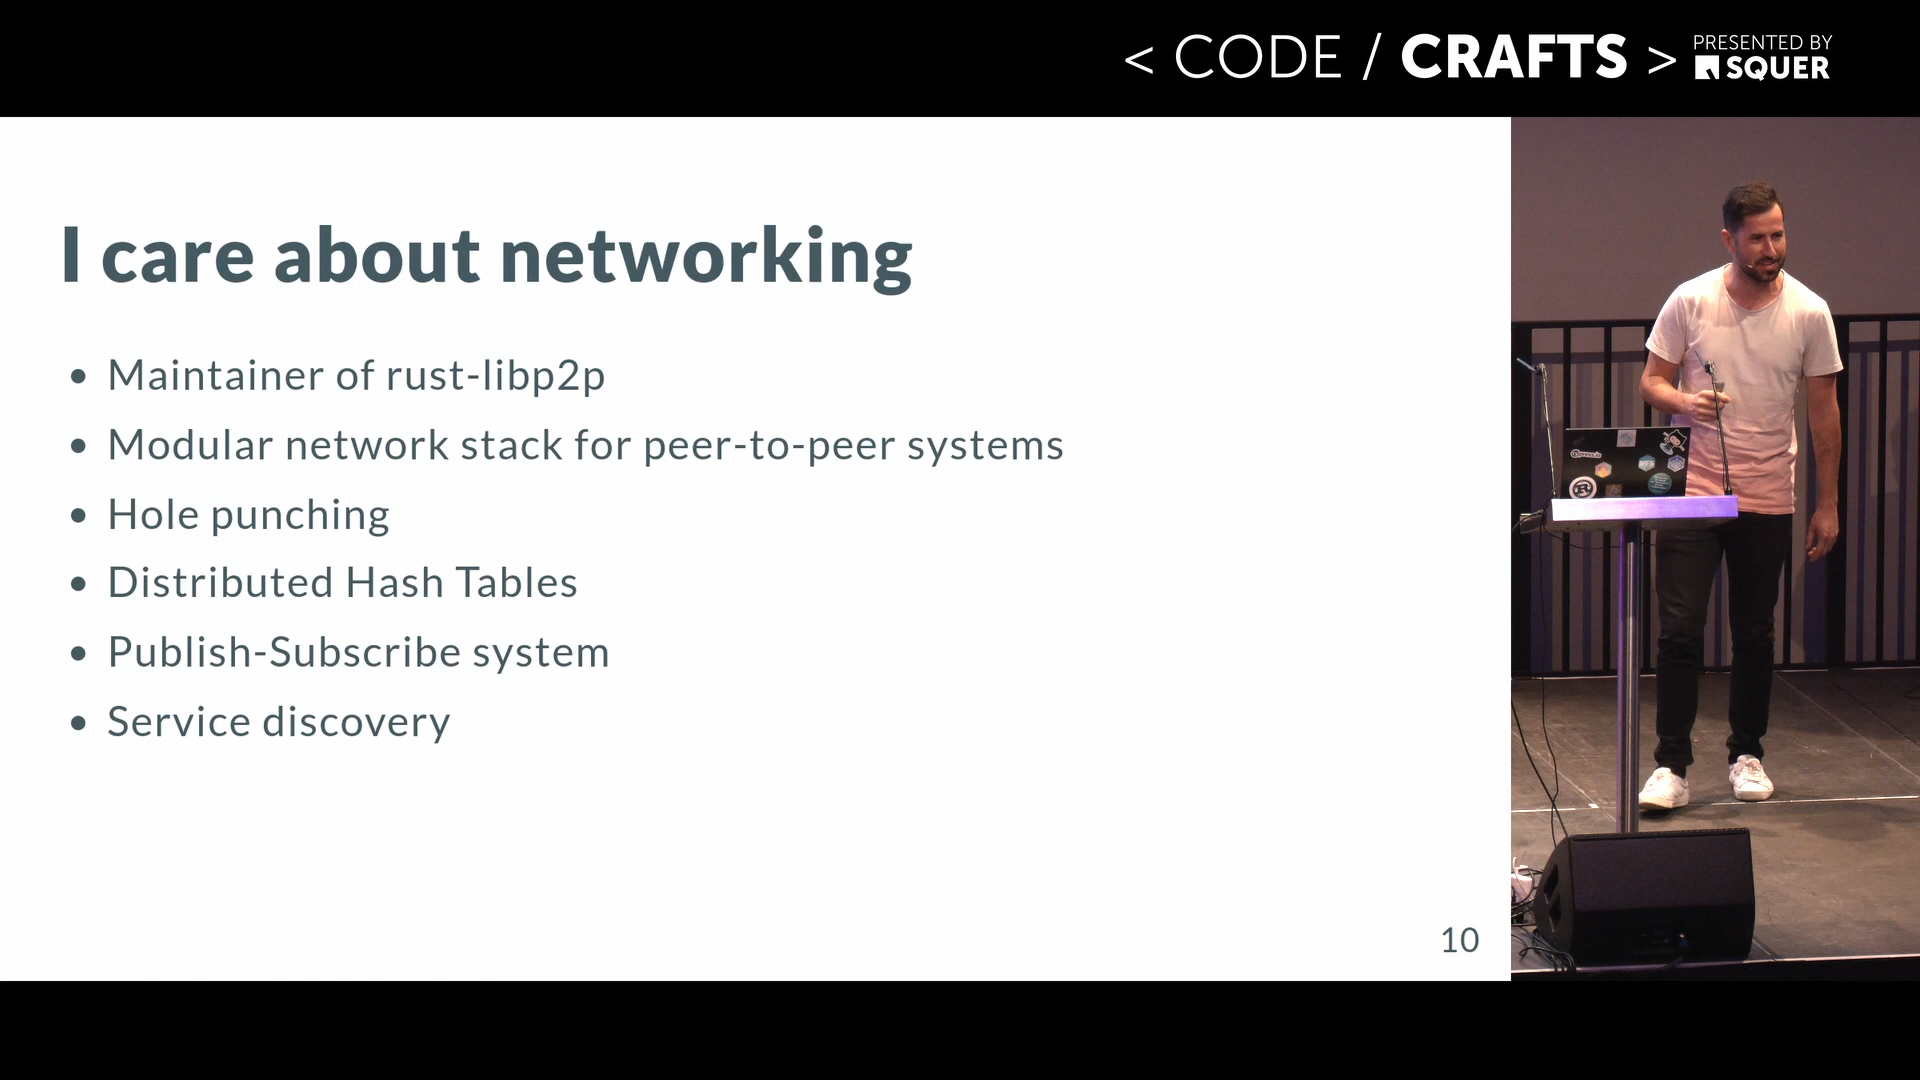 < CODE / CRAFTS > PRESENTED BY SQUER
I care about networking
• Maintainer of rust-libp2p
• Modular network stack for peer-to-peer systems
• Hole punching
• Distributed Hash Tables
• Publish-Subscribe system
• Service discovery
10
IPFS
R